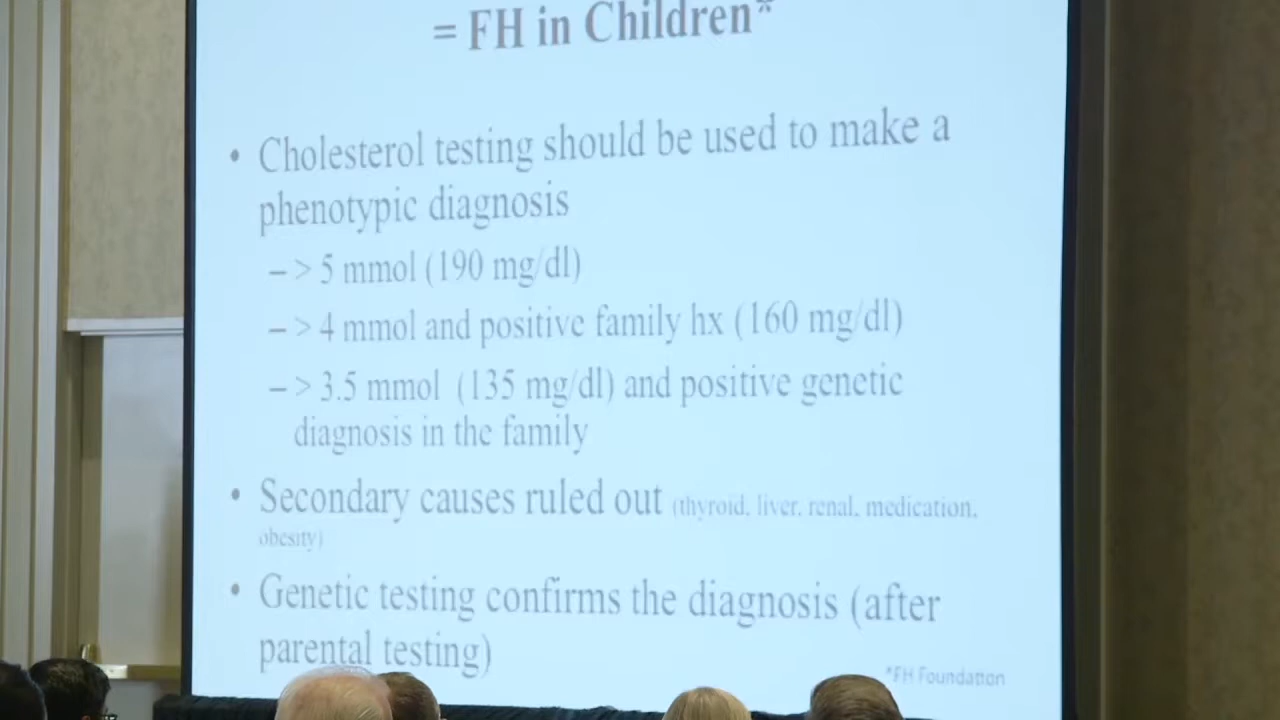 = FH in Children*
• Cholesterol testing should be used to make a
phenotypic diagnosis
– > 5 mmol (190 mg/dl)
– > 4 mmol and positive family hx (160 mg/dl)
– > 3.5 mmol (135 mg/dl) and positive genetic
diagnosis in the family
• Secondary causes ruled out (thyroid, liver, renal, medication,
obesity)
• Genetic testing confirms the diagnosis (after
parental testing)
*FH Foundation